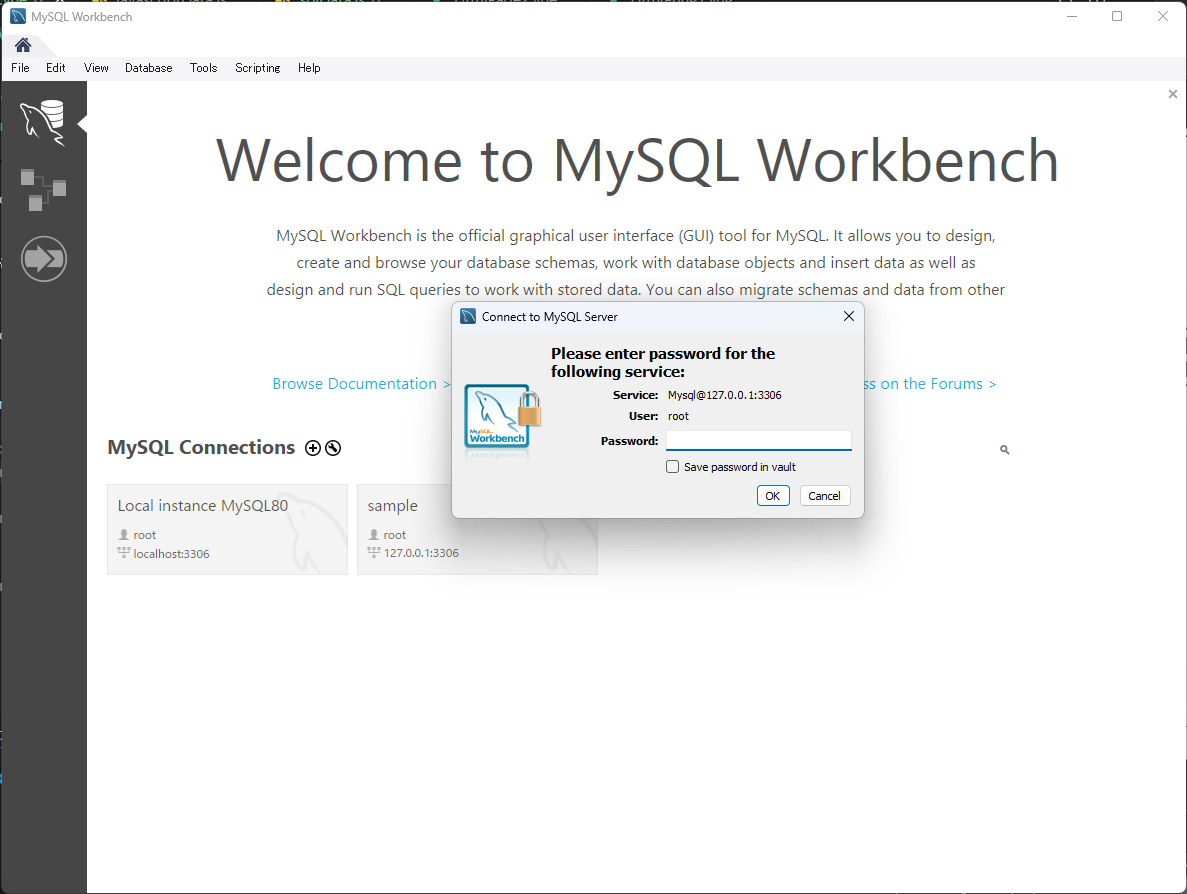 MySQL Workbench
File Edit View Database Tools Scripting Help
Welcome to MySQL Workbench
MySQL Workbench is the official graphical user interface (GUI) tool for MySQL. It allows you to design,
create and browse your database schemas, work with database objects and insert data as well as
design and run SQL queries to work with stored data. You can also migrate schemas and data from other
Browse Documentation >
on the Forums >
Connect to MySQL Server
Please enter password for the
following service:
Service: Mysql@127.0.0.1:3306
User: root
Password:
Save password in vault
OK Cancel
MySQL
Workbench
MySQL Connections
Local instance MySQL80
root
localhost:3306
sample
root
127.0.0.1:3306